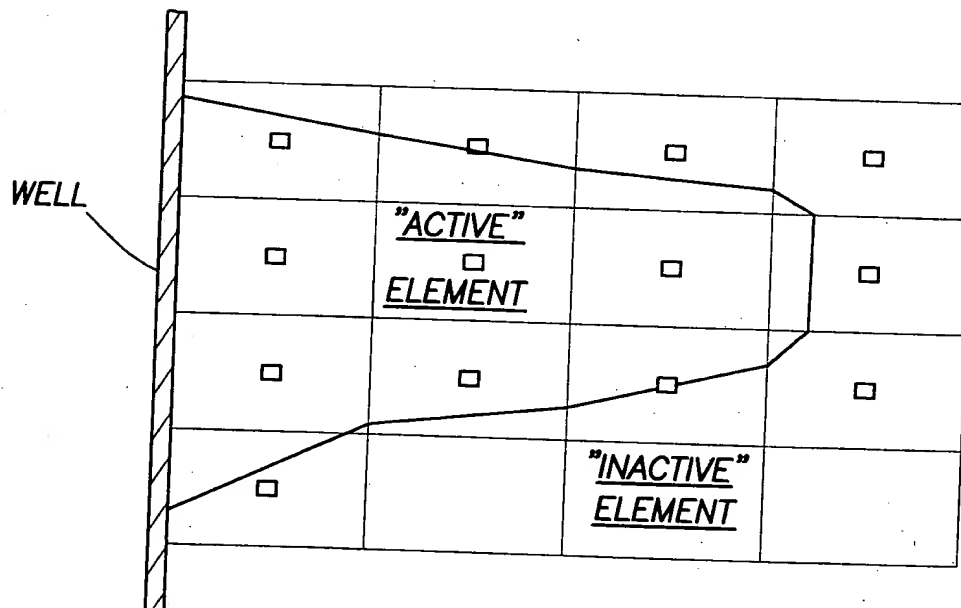 WELL
"ACTIVE"
ELEMENT
"INACTIVE"
ELEMENT